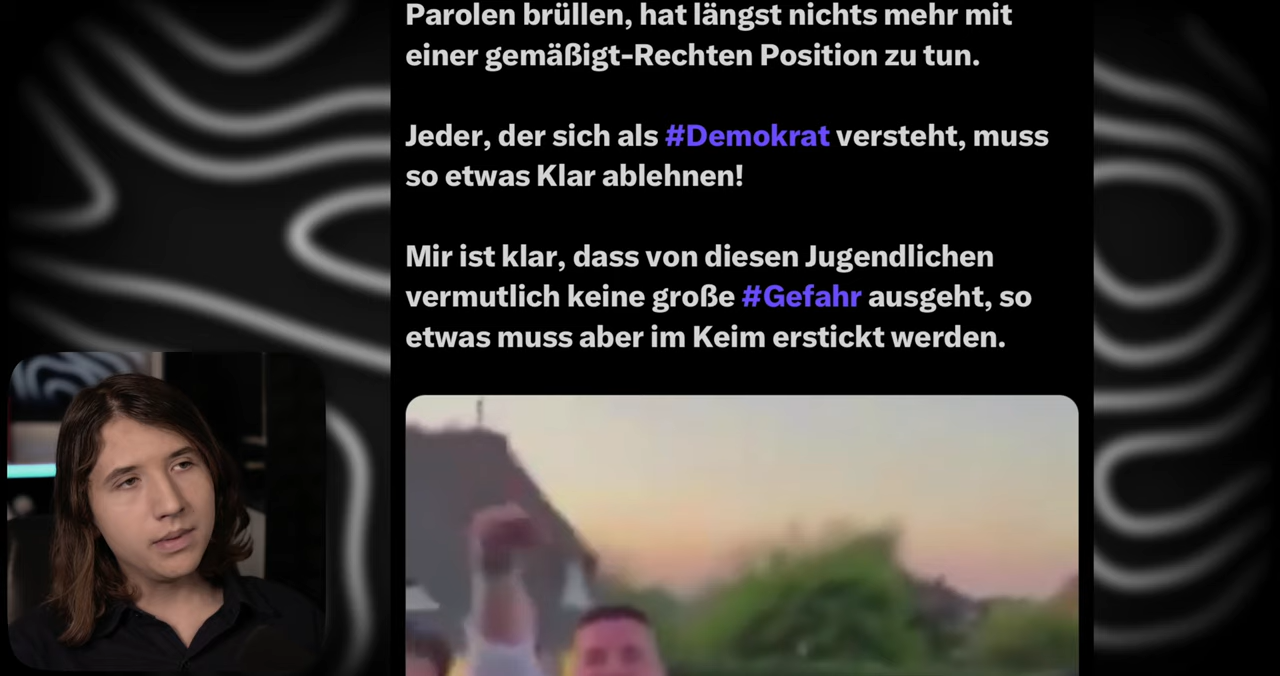 Parolen brüllen, hat längst nichts mehr mit
einer gemäßigt-Rechten Position zu tun.
Jeder, der sich als #Demokrat versteht, muss
so etwas Klar ablehnen!
Mir ist klar, dass von diesen Jugendlichen
vermutlich keine große #Gefahr ausgeht, so
etwas muss aber im Keim erstickt werden.